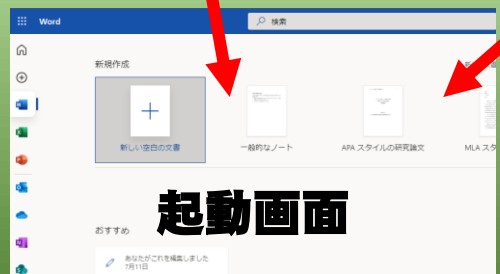 Word
検索
新規作成
新しい空白の文書
一般的なノート
APA スタイルの研究論文
MLA スタ
起動画面
おすすめ
あなたがこれを編集しました
7月11日